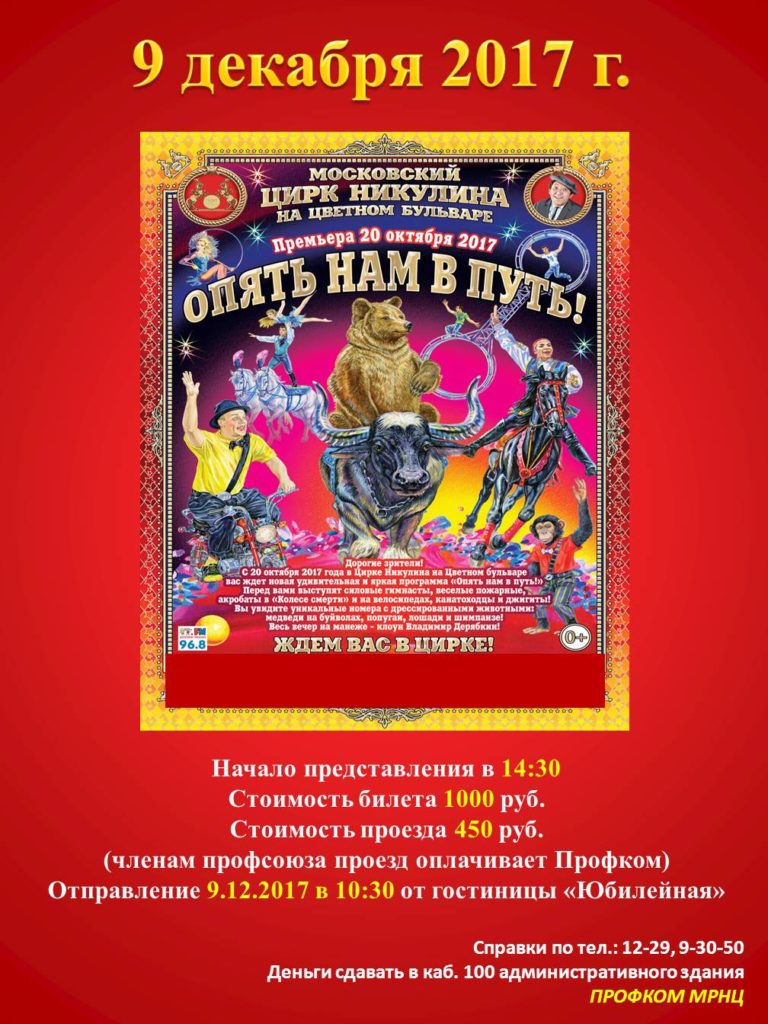 9 декабря 2017 г.
МОСКОВСКИЙ
ЦИРК НИКУЛИНА
НА ЦВЕТНОМ БУЛЬВАРЕ
Премьера 20 октября 2017
ОПЯТЬ НАМ В ПУТЬ!
Дорогие зрители!
С 20 октября 2017 года в Цирке Никулина на Цветном бульваре
вас ждет новая удивительная и яркая программа «Опять нам в путь!»
Перед вами выступят силовые гимнасты, веселые пожарные,
акробаты в «Колесе смерти» и на велосипедах, канатоходцы и джигиты!
Вы увидите уникальные номера с дрессированными животными:
медведи на буйволах, попугаи, лошади и шимпанзе!
Весь вечер на манеже – клоун Владимир Дерябкин!
96.8
0+
ЖДЕМ ВАС В ЦИРКЕ!
Начало представления в 14:30
Стоимость билета 1000 руб.
Стоимость проезда 450 руб.
(членам профсоюза проезд оплачивает Профком)
Отправление 9.12.2017 в 10:30 от гостиницы «Юбилейная»
Справки по тел.: 12-29, 9-30-50
Деньги сдавать в каб. 100 административного здания
ПРОФКОМ МРНЦ